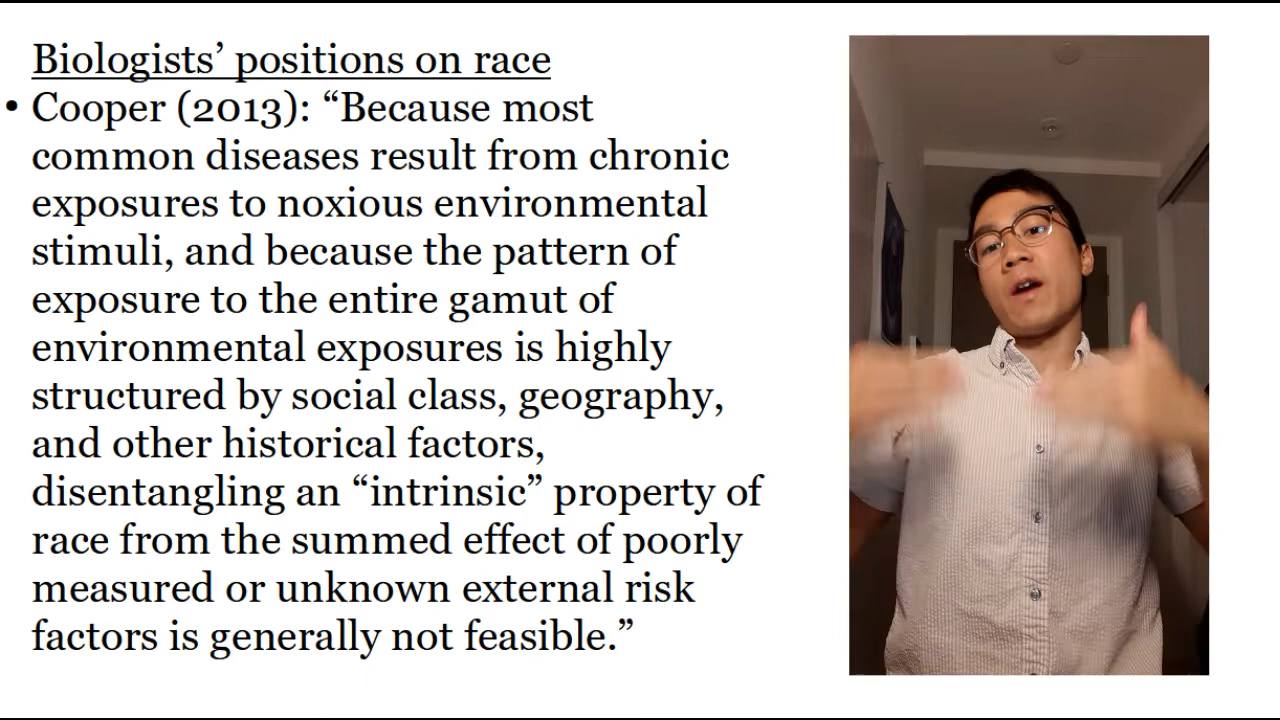 Biologists’ positions on race
• Cooper (2013): “Because most
common diseases result from chronic
exposures to noxious environmental
stimuli, and because the pattern of
exposure to the entire gamut of
environmental exposures is highly
structured by social class, geography,
and other historical factors,
disentangling an “intrinsic” property of
race from the summed effect of poorly
measured or unknown external risk
factors is generally not feasible.”